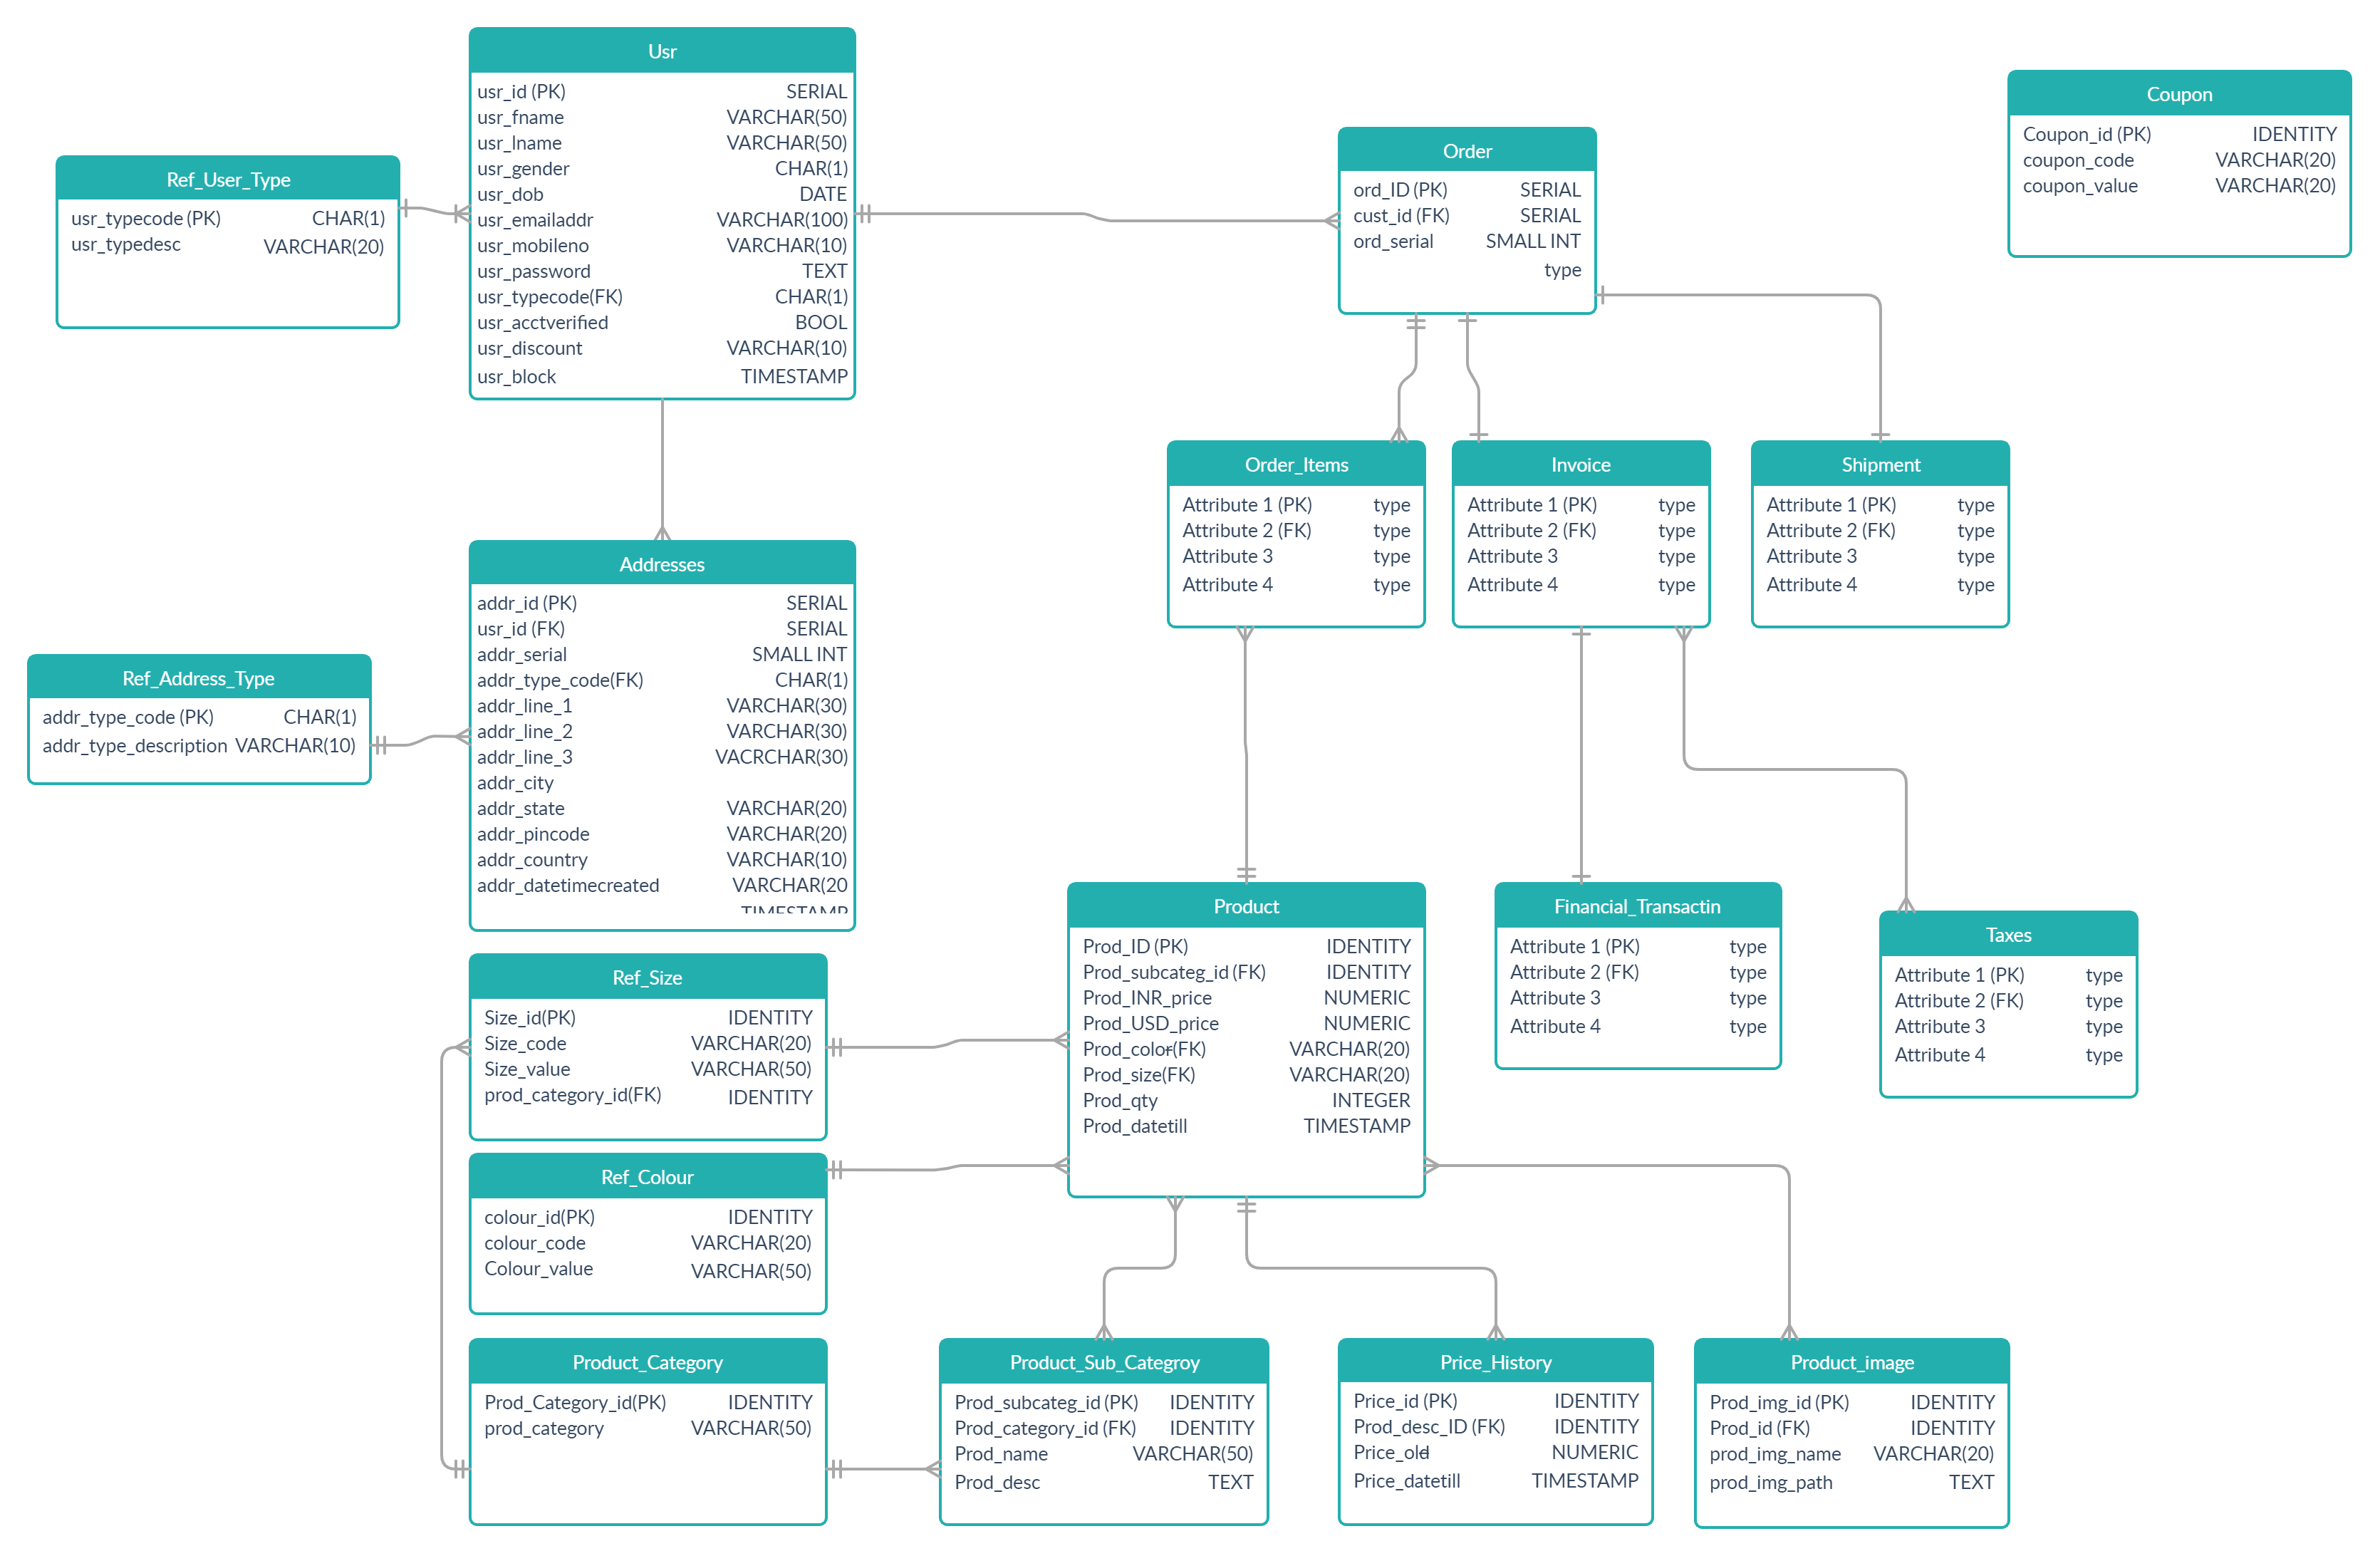 Usr
usr_id (PK) SERIAL
usr_fname VARCHAR(50)
usr_lname VARCHAR(50)
usr_gender CHAR(1)
usr_dob DATE
usr_emailaddr VARCHAR(100)
usr_mobileno VARCHAR(10)
usr_password TEXT
usr_typecode(FK) CHAR(1)
usr_acctverified BOOL
usr_discount VARCHAR(10)
usr_block TIMESTAMP
Coupon
Coupon_id (PK) IDENTITY
coupon_code VARCHAR(20)
coupon_value VARCHAR(20)
Order
ord_ID (PK) SERIAL
cust_id (FK) SERIAL
ord_serial SMALL INT
type
Ref_User_Type
usr_typecode (PK) CHAR(1)
usr_typedesc VARCHAR(20)
Order_Items
Attribute 1 (PK) type
Attribute 2 (FK) type
Attribute 3 type
Attribute 4 type
Invoice
Attribute 1 (PK) type
Attribute 2 (FK) type
Attribute 3 type
Attribute 4 type
Shipment
Attribute 1 (PK) type
Attribute 2 (FK) type
Attribute 3 type
Attribute 4 type
Addresses
addr_id (PK) SERIAL
usr_id (FK) SERIAL
addr_serial SMALL INT
addr_type_code(FK) CHAR(1)
addr_line_1 VARCHAR(30)
addr_line_2 VARCHAR(30)
addr_line_3 VACRCHAR(30)
addr_city
addr_state VARCHAR(20)
addr_pincode VARCHAR(20)
addr_country VARCHAR(10)
addr_datetimecreated VARCHAR(20
TIMESTAMP
Ref_Address_Type
addr_type_code (PK) CHAR(1)
addr_type_description VARCHAR(10)
Product
Prod_ID (PK) IDENTITY
Prod_subcateg_id (FK) IDENTITY
Prod_INR_price NUMERIC
Prod_USD_price NUMERIC
Prod_color(FK) VARCHAR(20)
Prod_size(FK) VARCHAR(20)
Prod_qty INTEGER
Prod_datetill TIMESTAMP
Financial_Transactin
Attribute 1 (PK) type
Attribute 2 (FK) type
Attribute 3 type
Attribute 4 type
Taxes
Attribute 1 (PK) type
Attribute 2 (FK) type
Attribute 3 type
Attribute 4 type
Ref_Size
Size_id(PK) IDENTITY
Size_code VARCHAR(20)
Size_value VARCHAR(50)
prod_category_id(FK) IDENTITY
Ref_Colour
colour_id(PK) IDENTITY
colour_code VARCHAR(20)
Colour_value VARCHAR(50)
Product_Category
Prod_Category_id(PK) IDENTITY
prod_category VARCHAR(50)
Product_Sub_Categroy
Prod_subcateg_id (PK) IDENTITY
Prod_category_id (FK) IDENTITY
Prod_name VARCHAR(50)
Prod_desc TEXT
Price_History
Price_id (PK) IDENTITY
Prod_desc_ID (FK) IDENTITY
Price_old NUMERIC
Price_datetill TIMESTAMP
Product_image
Prod_img_id (PK) IDENTITY
Prod_id (FK) IDENTITY
prod_img_name VARCHAR(20)
prod_img_path TEXT